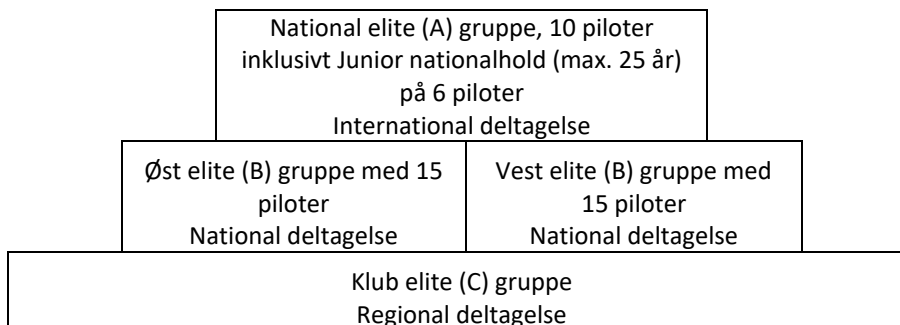 National elite (A) gruppe, 10 piloter
inklusivt Junior nationalhold (max. 25 år)
på 6 piloter
International deltagelse
Øst elite (B) gruppe med 15
piloter
National deltagelse
Vest elite (B) gruppe med
15 piloter
National deltagelse
Klub elite (C) gruppe
Regional deltagelse